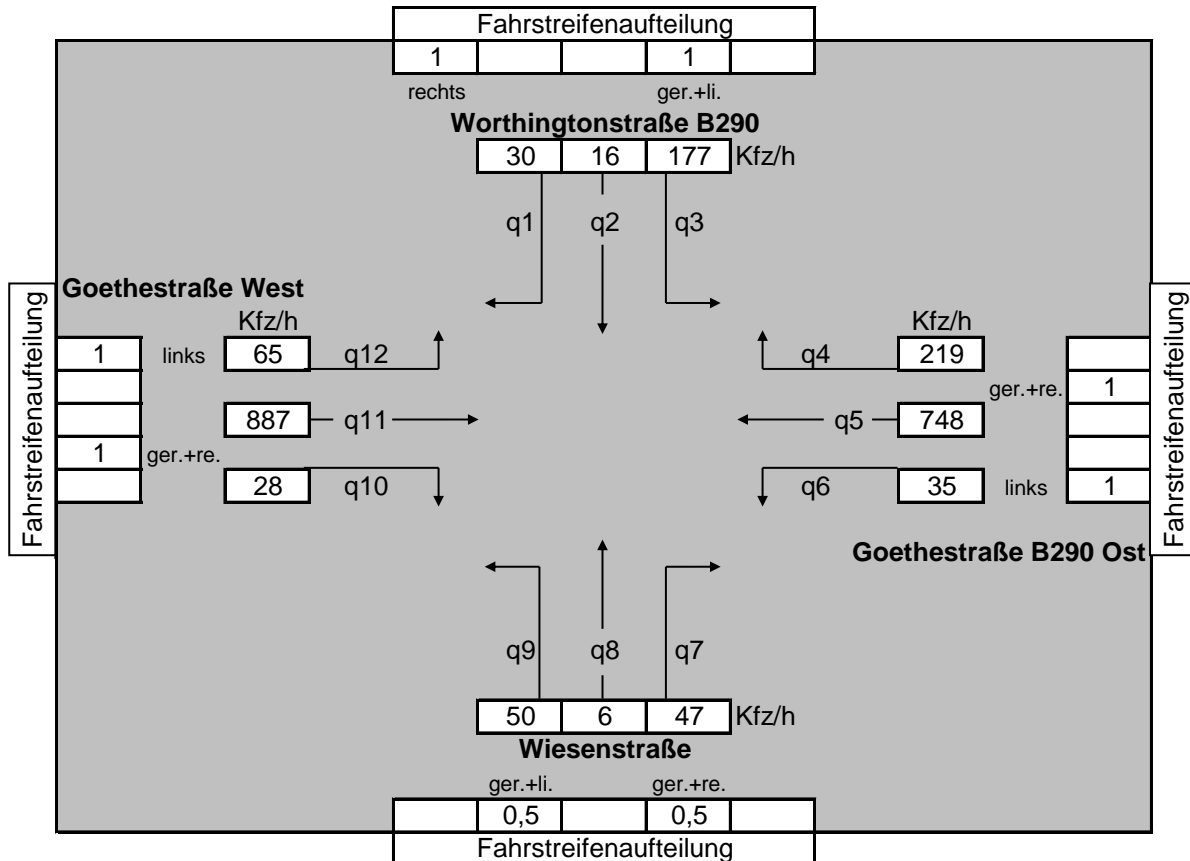 Fahrstreifenaufteilung
1 1
rechts ger.+li.
Worthingtonstraße B290
30 16 177 Kfz/h
q1 q2 q3
Goethestraße West
Fahrstreifenaufteilung
Kfz/h
1 links 65 q12
887 q11
1 ger.+re.
28 q10
Kfz/h
q4 219
ger.+re. 1
q5 748
q6 35 links 1
Goethestraße B290 Ost
Fahrstreifenaufteilung
q9 q8 q7
50 6 47 Kfz/h
Wiesenstraße
ger.+li. ger.+re.
0,5 0,5
Fahrstreifenaufteilung